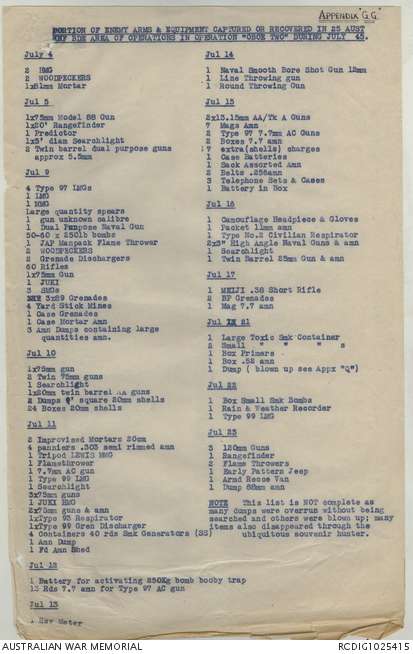 APPENDIX "G.G."
PORTION OF ENEMY ARMS & EQUIPMENT CAPTURED OR RECOVERED IN 25 AUST
INF BDE AREA OF OPERATIONS IN OPERATION "OBOE TWO" DURING JULY 45.
July 4
2 HMG
2 WOODPECKERS
1x81mm Mortar
Jul 5
1x75mm Model 88 Gun
1x20' Rangefinder
1 Predictor
1x5' diam Searchlight
2 Twin barrel dual purpose guns
approx 5.5mm
Jul 9
4 Type 97 LMGs
1 LMG
1 MMG
Large quantity spears
1 gun unknown calibre
1 Dual Purpose Naval Gun
50-60 x 250lb bombs
1 JAP Manpack Flame Thrower
2 WOODPECKERS
2 Grenade Dischargers
60 Rifles
1x75mm Gun
1 JUKI
3 SMGs
3x89 Grenades
4 Yard Stick Mines
1 Case Grenades
1 Case Mortar Amn
3 Amn Dumps containing large
quantities amn.
Jul 10
1x75mm gun
2 Twin 75mm guns
1 Searchlight
1x20mm twin barrel AA guns
2 Dumps 9' square 20mm shells
24 Boxes 20mm shells
Jul 11
2 Improvised Mortars 20mm
4 panniers .303 semi rimmed amn
1 Tripod LEWIS HMG
1 Flamethrower
1 7.7mm AC gun
1 Type 99 LMG
1 Searchlight
3x75mm guns
1 JUKI HMG
2x70mm guns & amn
1xType 93 Respirator
1xType 99 Gren Discharger
4 Containers 40 rds Smk Generators (SS)
1 Amn Dump
1 Fd Amn Shed
Jul 12
1 Battery for activating 250Kg bomb booby trap
15 Rds 7.7 amn for Type 97 AC gun
Jul 13
Meter
Jul 14
1 Naval Smooth Bore Shot Gun 12mm
1 Line Throwing gun
1 Round Throwing Gun
Jul 15
2x13.15mm AA/Tk A Guns
7 Mags Amn
2 Type 97 7.7mm AC Guns
2 Boxes 7.7 amn
7 extra(shells) charges
1 Case Batteries
1 Sack Assorted Amn
2 Belts .256amn
3 Telephone Sets & Cases
1 Battery in Box
Jul 16
1 Camouflage Headpiece & Gloves
1 Packet 11mm amn
1 Type No.2 Civilian Respirator
2x3" High Angle Naval Guns & amn
1 Searchlight
1 Twin Barrel 25mm Gun & amn
Jul 17
1 MEIJI .38 Short Rifle
2 BP Grenades
1 Mag 7.7 amn
Jul 21
1 Large Toxic Smk Container
2 Small " " " s
1 Box Primers
1 Box .52 amn
1 Dump ( blown up see Appx "Q")
Jul 22
1 Box Small Smk Bombs
1 Rain & Weather Recorder
1 Type 99 LMG
Jul 23
3 120mm Guns
1 Rangefinder
2 Flame Throwers
1 Early Pattern Jeep
1 Armd Recce Van
1 Dump 88mm amn
NOTE This list is NOT complete as
many dumps were overrun without being
searched and others were blown up; many
items also disappeared through the
ubiquitous souvenir hunter.
AUSTRALIAN WAR MEMORIAL
RCDIG1025415